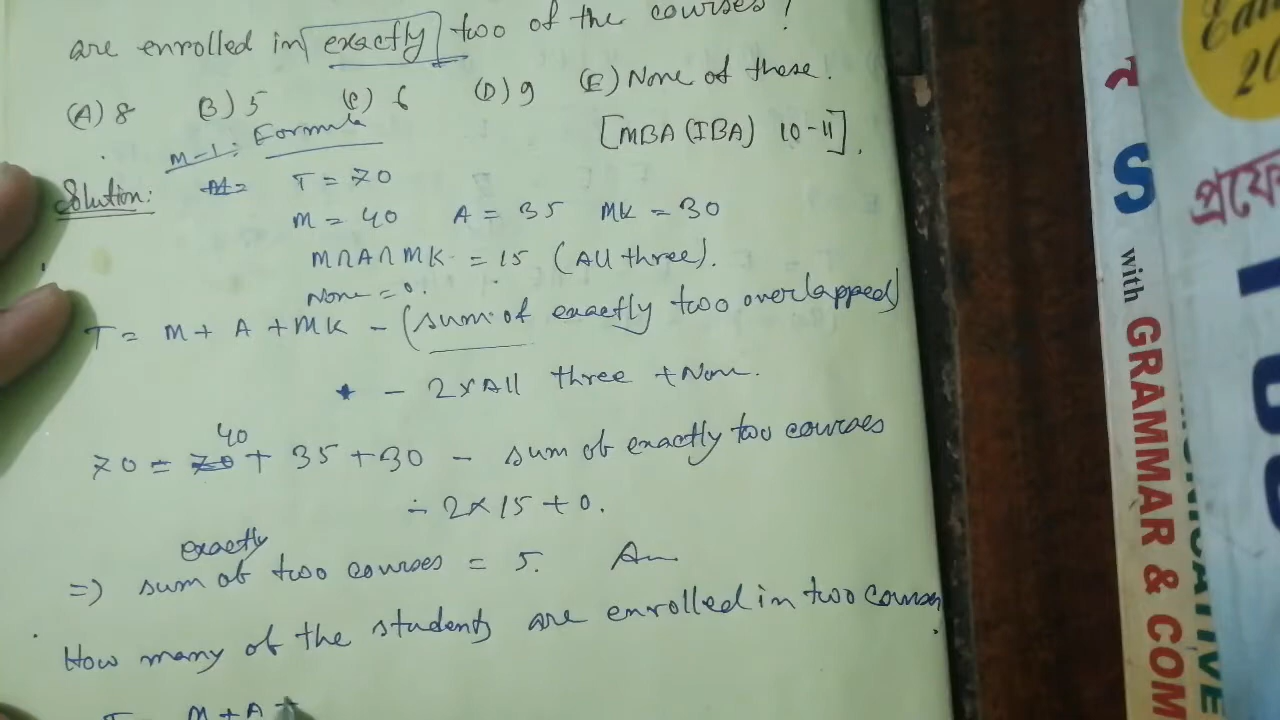 are enrolled in exactly two of the courses?
(A) 8 (B) 5 (C) 6 (D) 9 (E) None of these.
[MBA (IBA) 10-11].
M-1: Formula
Solution: M= T = 70
M = 40 A = 35 MK = 30
M∩A∩MK = 15 (All three).
None = 0.
T = M + A + MK - (sum of exactly two overlapped)
- 2 x All three + None.
40
70 = 70 + 35 + 30 - sum of exactly two courses
- 2 x 15 + 0.
exactly
=) sum of two courses = 5. An
How many of the students are enrolled in two courses
T M + A +
S with GRAMMAR & COM
প্রফে
20